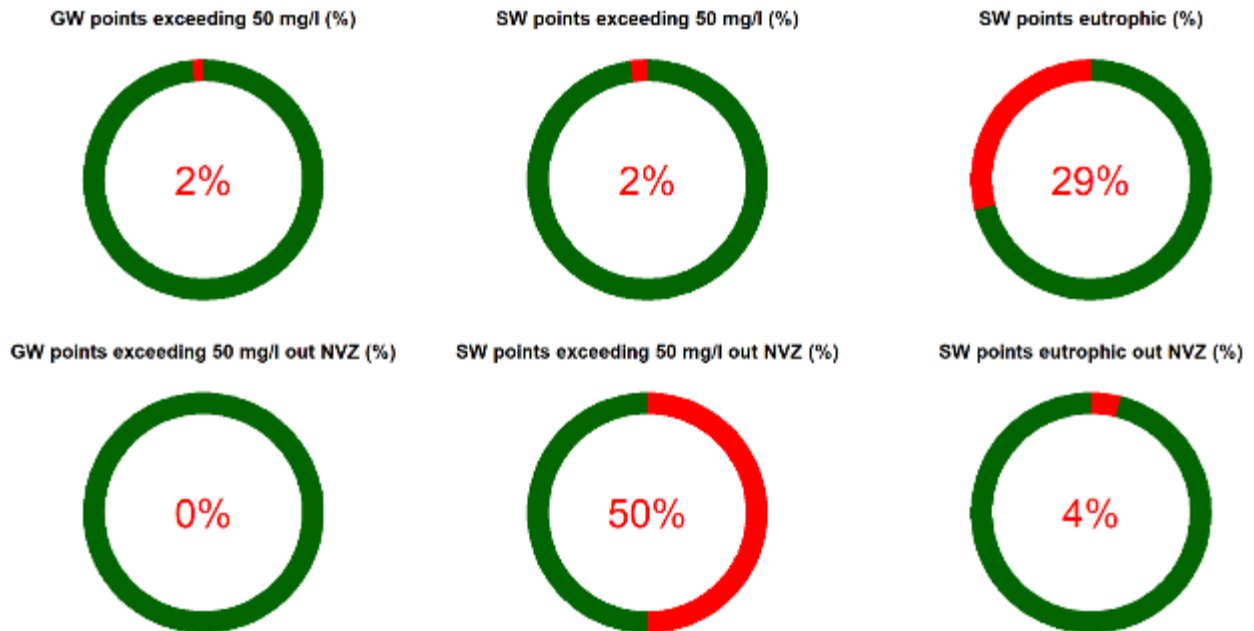 GW points exceeding 50 mg/l (%)
SW points exceeding 50 mg/l (%)
SW points eutrophic (%)
2%
2%
29%
GW points exceeding 50 mg/l out NVZ (%)
SW points exceeding 50 mg/l out NVZ (%)
SW points eutrophic out NVZ (%)
0%
50%
4%